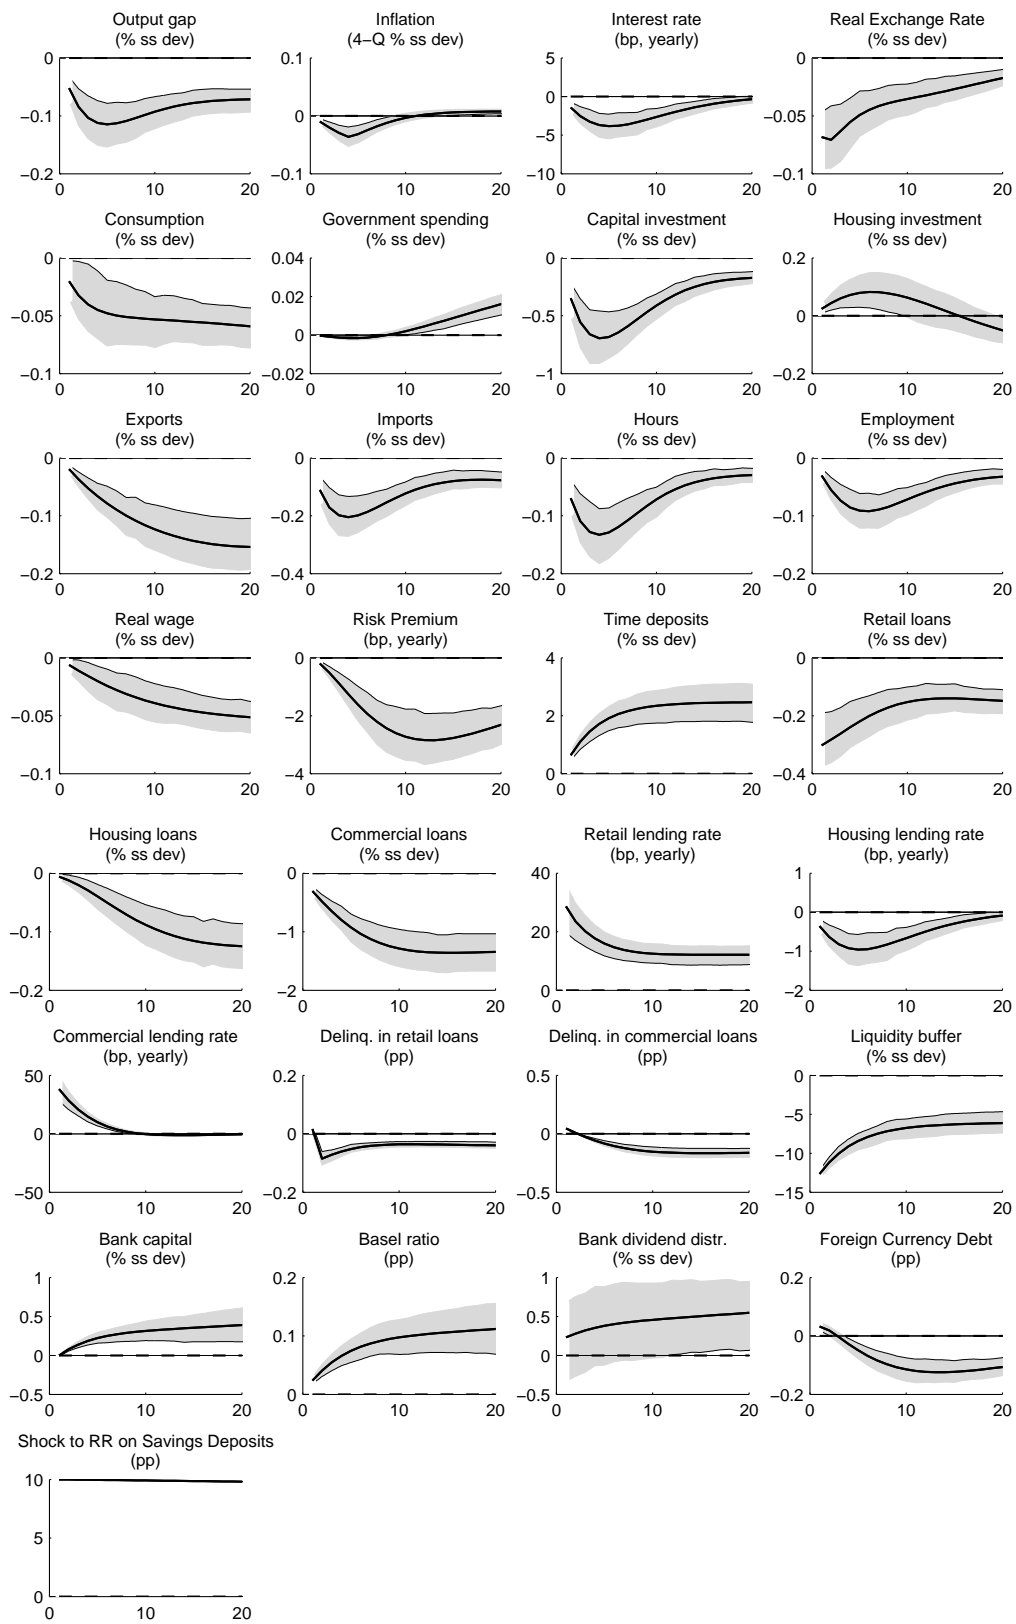 Output gap
(% ss dev)
0
−0.1
−0.2
0 10 20
Inflation
(4−Q % ss dev)
0.1
0
−0.1
0 10 20
Interest rate
(bp, yearly)
5
0
−5
−10
0 10 20
Real Exchange Rate
(% ss dev)
0
−0.05
−0.1
0 10 20
Consumption
(% ss dev)
0
−0.05
−0.1
0 10 20
Government spending
(% ss dev)
0.04
0.02
0
−0.02
0 10 20
Capital investment
(% ss dev)
0
−0.5
−1
0 10 20
Housing investment
(% ss dev)
0.2
0
−0.2
0 10 20
Exports
(% ss dev)
0
−0.1
−0.2
0 10 20
Imports
(% ss dev)
0
−0.2
−0.4
0 10 20
Hours
(% ss dev)
0
−0.1
−0.2
0 10 20
Employment
(% ss dev)
0
−0.1
−0.2
0 10 20
Real wage
(% ss dev)
0
−0.05
−0.1
0 10 20
Risk Premium
(bp, yearly)
0
−2
−4
0 10 20
Time deposits
(% ss dev)
4
2
0
0 10 20
Retail loans
(% ss dev)
0
−0.2
−0.4
0 10 20
Housing loans
(% ss dev)
0
−0.1
−0.2
0 10 20
Commercial loans
(% ss dev)
0
−1
−2
0 10 20
Retail lending rate
(bp, yearly)
40
20
0
0 10 20
Housing lending rate
(bp, yearly)
1
0
−1
−2
0 10 20
Commercial lending rate
(bp, yearly)
50
0
−50
0 10 20
Delinq. in retail loans
(pp)
0.2
0
−0.2
0 10 20
Delinq. in commercial loans
(pp)
0.5
0
−0.5
0 10 20
Liquidity buffer
(% ss dev)
0
−5
−10
−15
0 10 20
Bank capital
(% ss dev)
1
0.5
0
−0.5
0 10 20
Basel ratio
(pp)
0.2
0.1
0
0 10 20
Bank dividend distr.
(% ss dev)
1
0.5
0
−0.5
0 10 20
Foreign Currency Debt
(pp)
0.2
0
−0.2
0 10 20
Shock to RR on Savings Deposits
(pp)
10
5
0
0 10 20